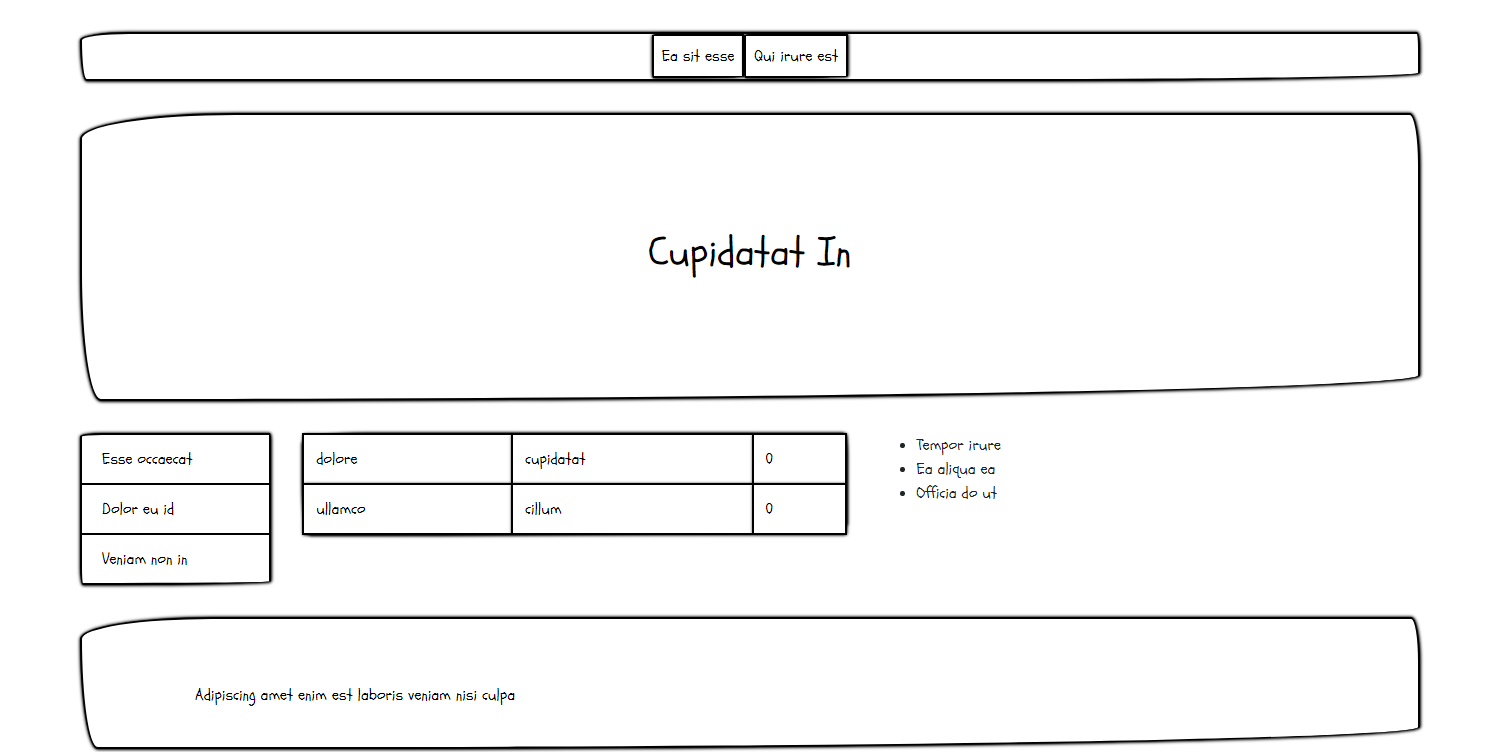 Ea sit esse Qui irure est
Cupidatat In
Esse occaecat
Dolor eu id
Veniam non in
dolore cupidatat 0
ullamco cillum 0
Tempor irure
Ea aliqua ea
Officia do ut
Adipiscing amet enim est laboris veniam nisi culpa